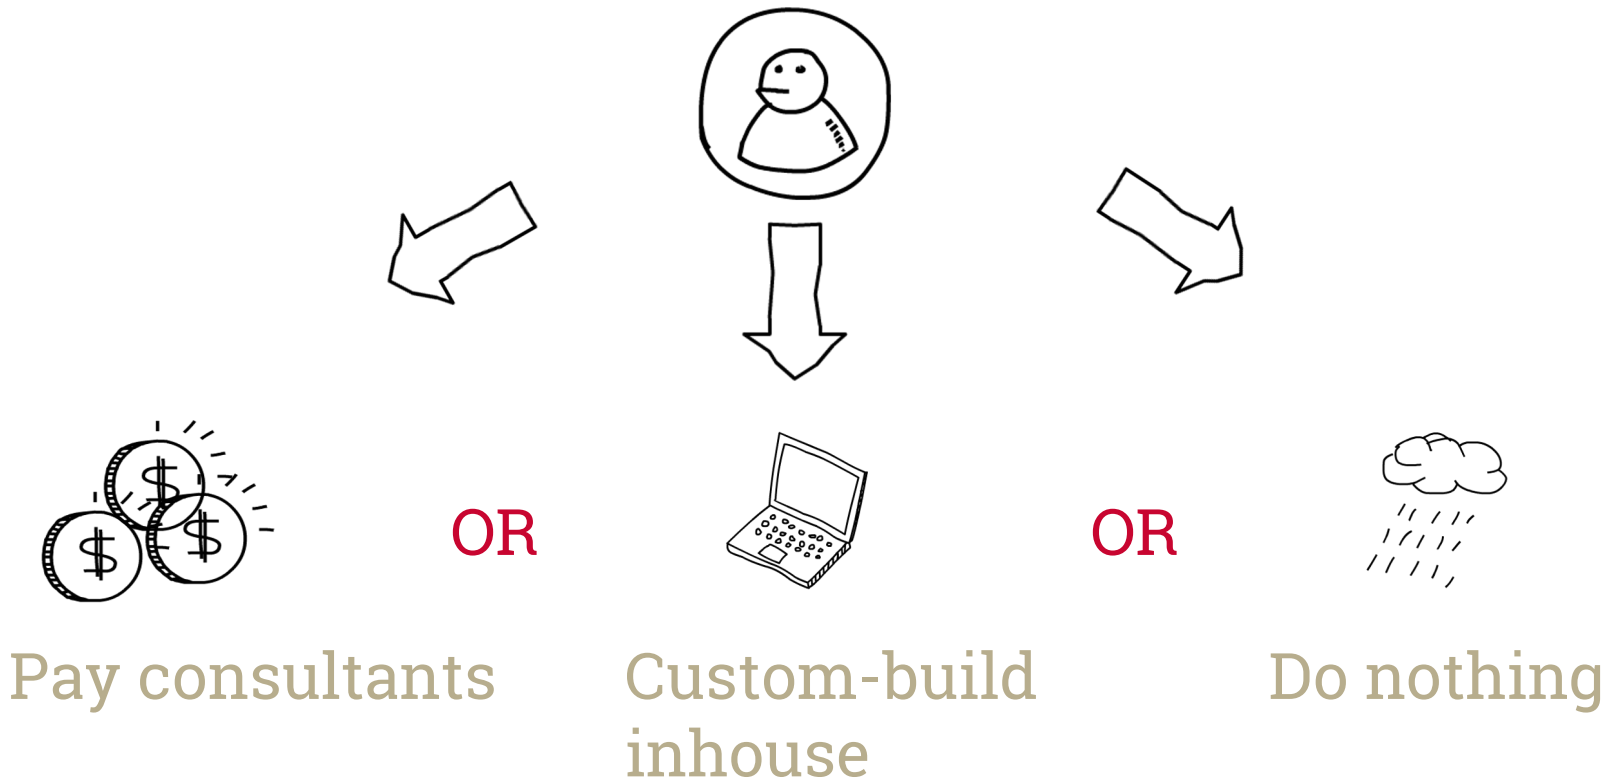 OR
OR
Pay consultants
Custom-build
inhouse
Do nothing